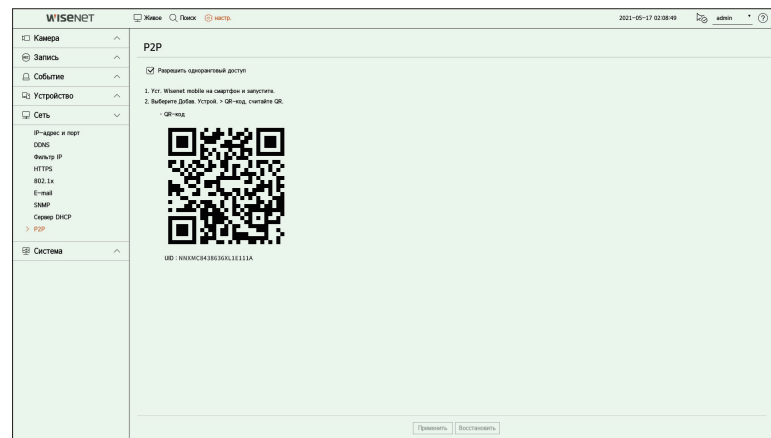 WISENET
Живое Поиск настр.
2021-05-17 02:08:49 admin
Камера
Запись
Событие
Устройство
Сеть
IP-адрес и порт
DDNS
Фильтр IP
HTTPS
802.1x
E-mail
SNMP
Сервер DHCP
> P2P
Система
P2P
Разрешить одноранговый доступ
1. Уст. Wisenet mobile на смартфон и запустите.
2. Выберите Добав. Устрой. > QR-код, считайте QR.
· QR-код
UID : NNXMC8438636XL1E111A
Применить Восстановить